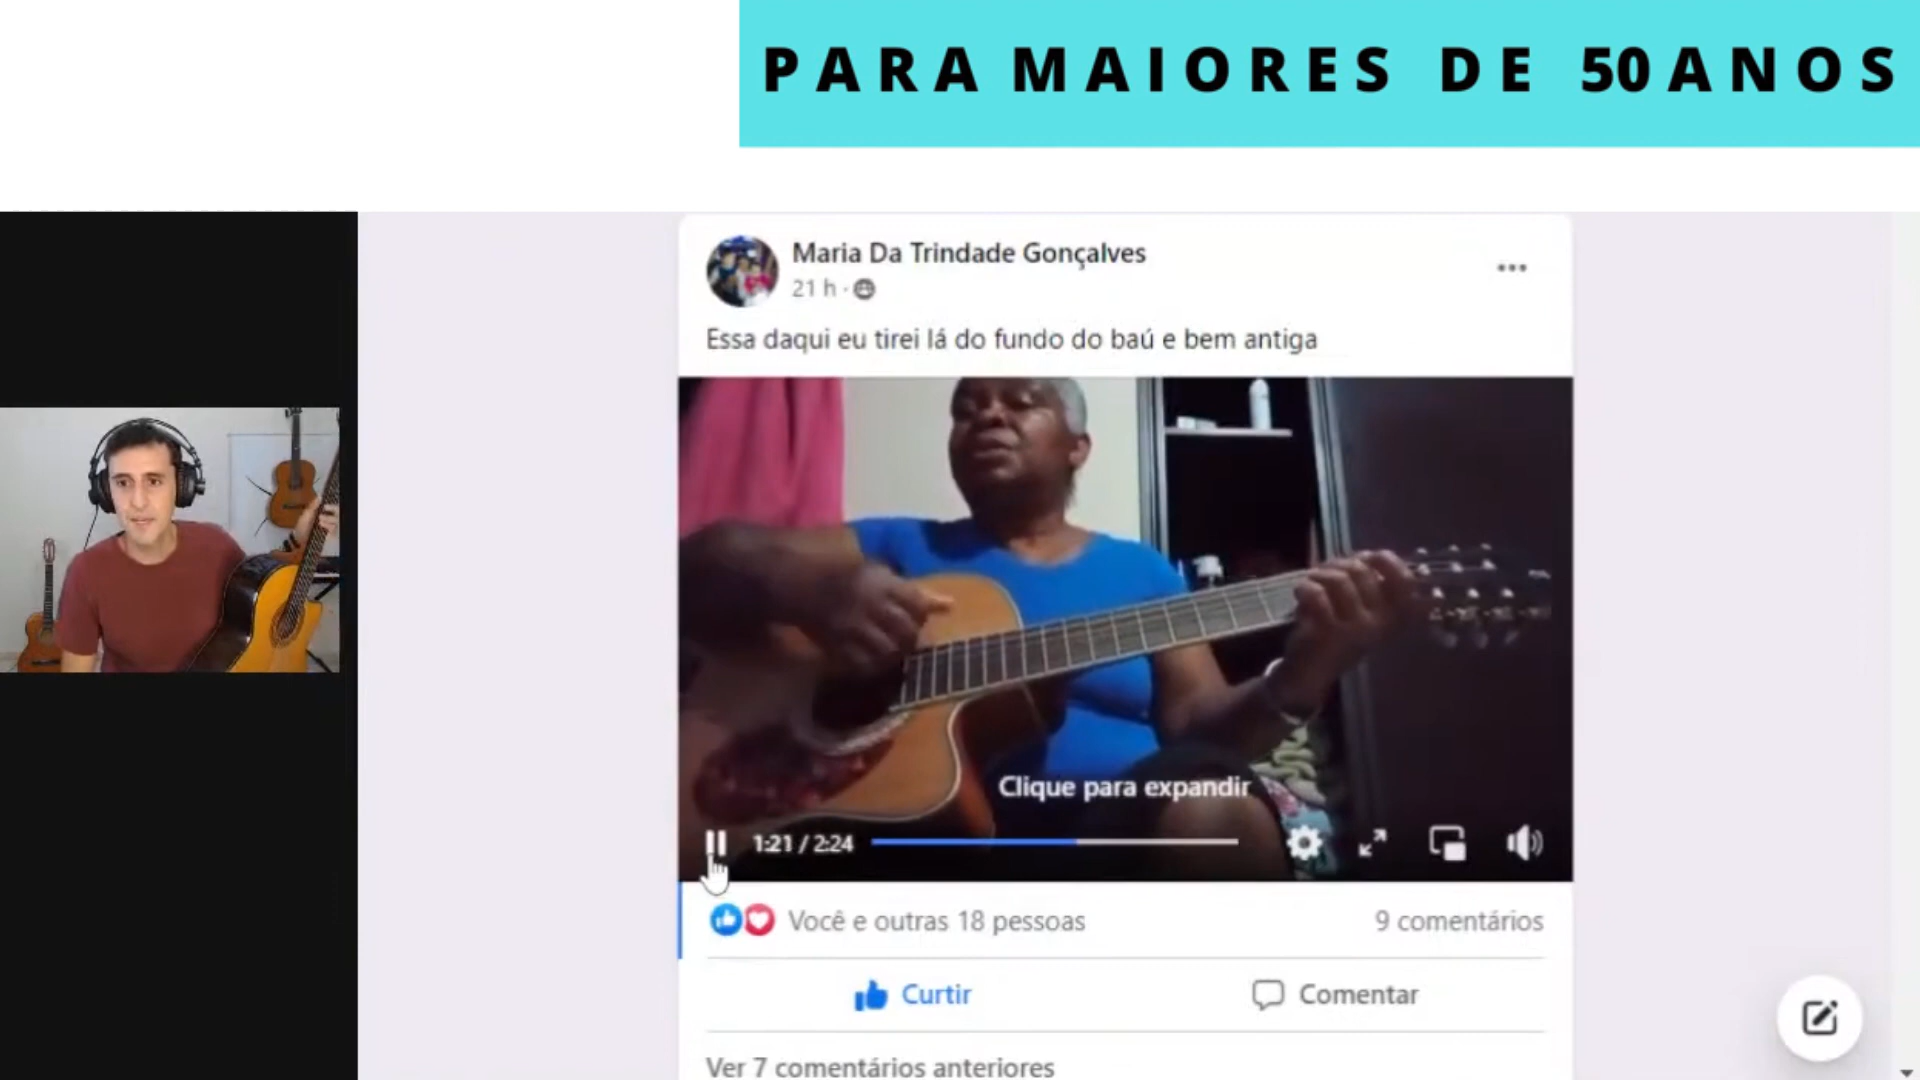 PARA MAIORES DE 50 ANOS
Maria Da Trindade Gonçalves
21 h ·
Essa daqui eu tirei lá do fundo do baú e bem antiga
Clique para expandir
1:21 / 2:24
Você e outras 18 pessoas
9 comentários
Curtir
Comentar
Ver 7 comentários anteriores